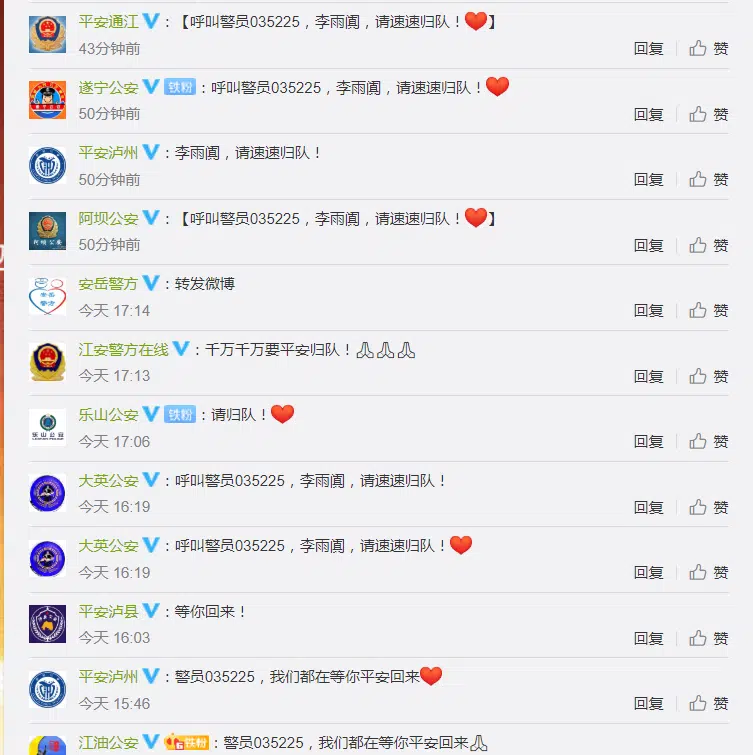 平安通江：【呼叫警员035225，李雨阗，请速速归队！❤️】
43分钟前 回复 赞
遂宁公安 铁粉：呼叫警员035225，李雨阗，请速速归队！❤️
50分钟前 回复 赞
平安泸州：李雨阗，请速速归队！
50分钟前 回复 赞
阿坝公安：【呼叫警员035225，李雨阗，请速速归队！❤️】
50分钟前 回复 赞
安岳警方：转发微博
今天 17:14 回复 赞
江安警方在线：千万千万要平安归队！🙏🙏🙏
今天 17:13 回复 赞
乐山公安 铁粉：请归队！❤️
今天 17:06 回复 赞
大英公安：呼叫警员035225，李雨阗，请速速归队！
今天 16:19 回复 赞
大英公安：呼叫警员035225，李雨阗，请速速归队！❤️
今天 16:19 回复 赞
平安泸县：等你回来！
今天 16:03 回复 赞
平安泸州：警员035225，我们都在等你平安回来❤️
今天 15:46 回复 赞
江油公安 铁粉：警员035225，我们都在等你平安回来🙏